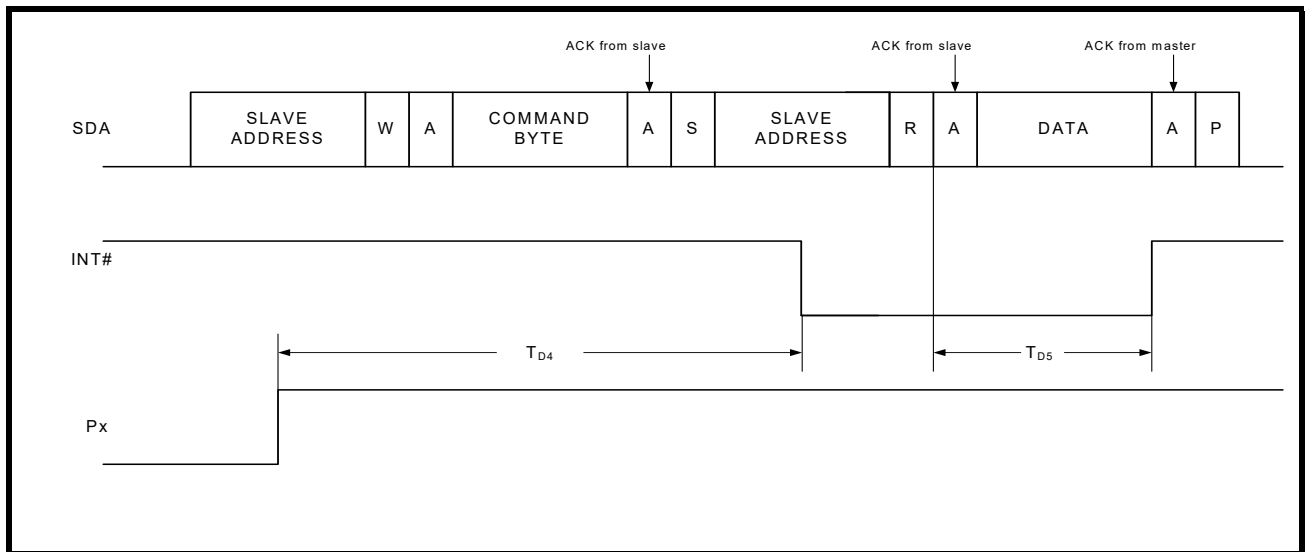 ACK from slave
ACK from slave
ACK from master
SDA
SLAVE
ADDRESS
W
A
COMMAND
BYTE
A
S
SLAVE
ADDRESS
R
A
DATA
A
P
INT#
TD4
TD5
Px